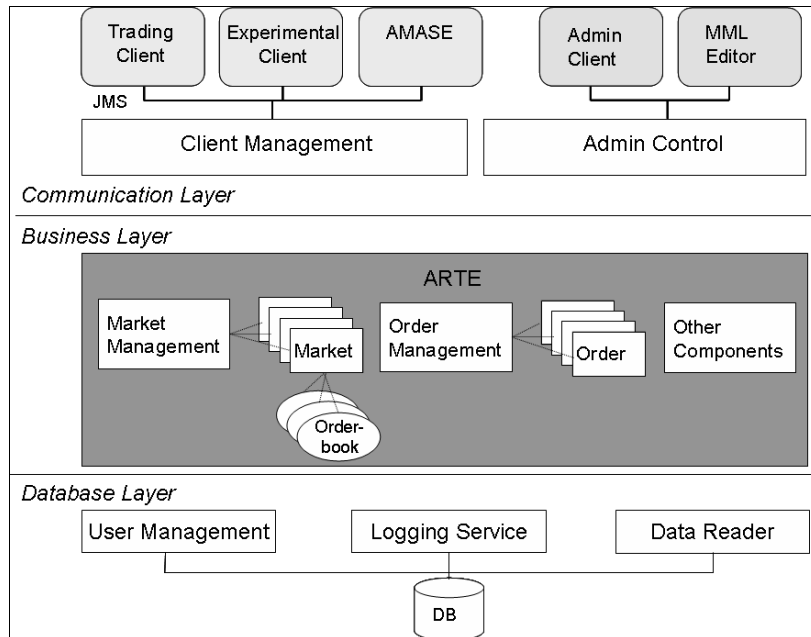 Trading
Client
Experimental
Client
AMASE
Admin
Client
MML
Editor
JMS
Client Management
Admin Control
Communication Layer
Business Layer
ARTE
Market
Management
Market
Order
Management
Order
Other
Components
Order-
book
Database Layer
User Management
Logging Service
Data Reader
DB